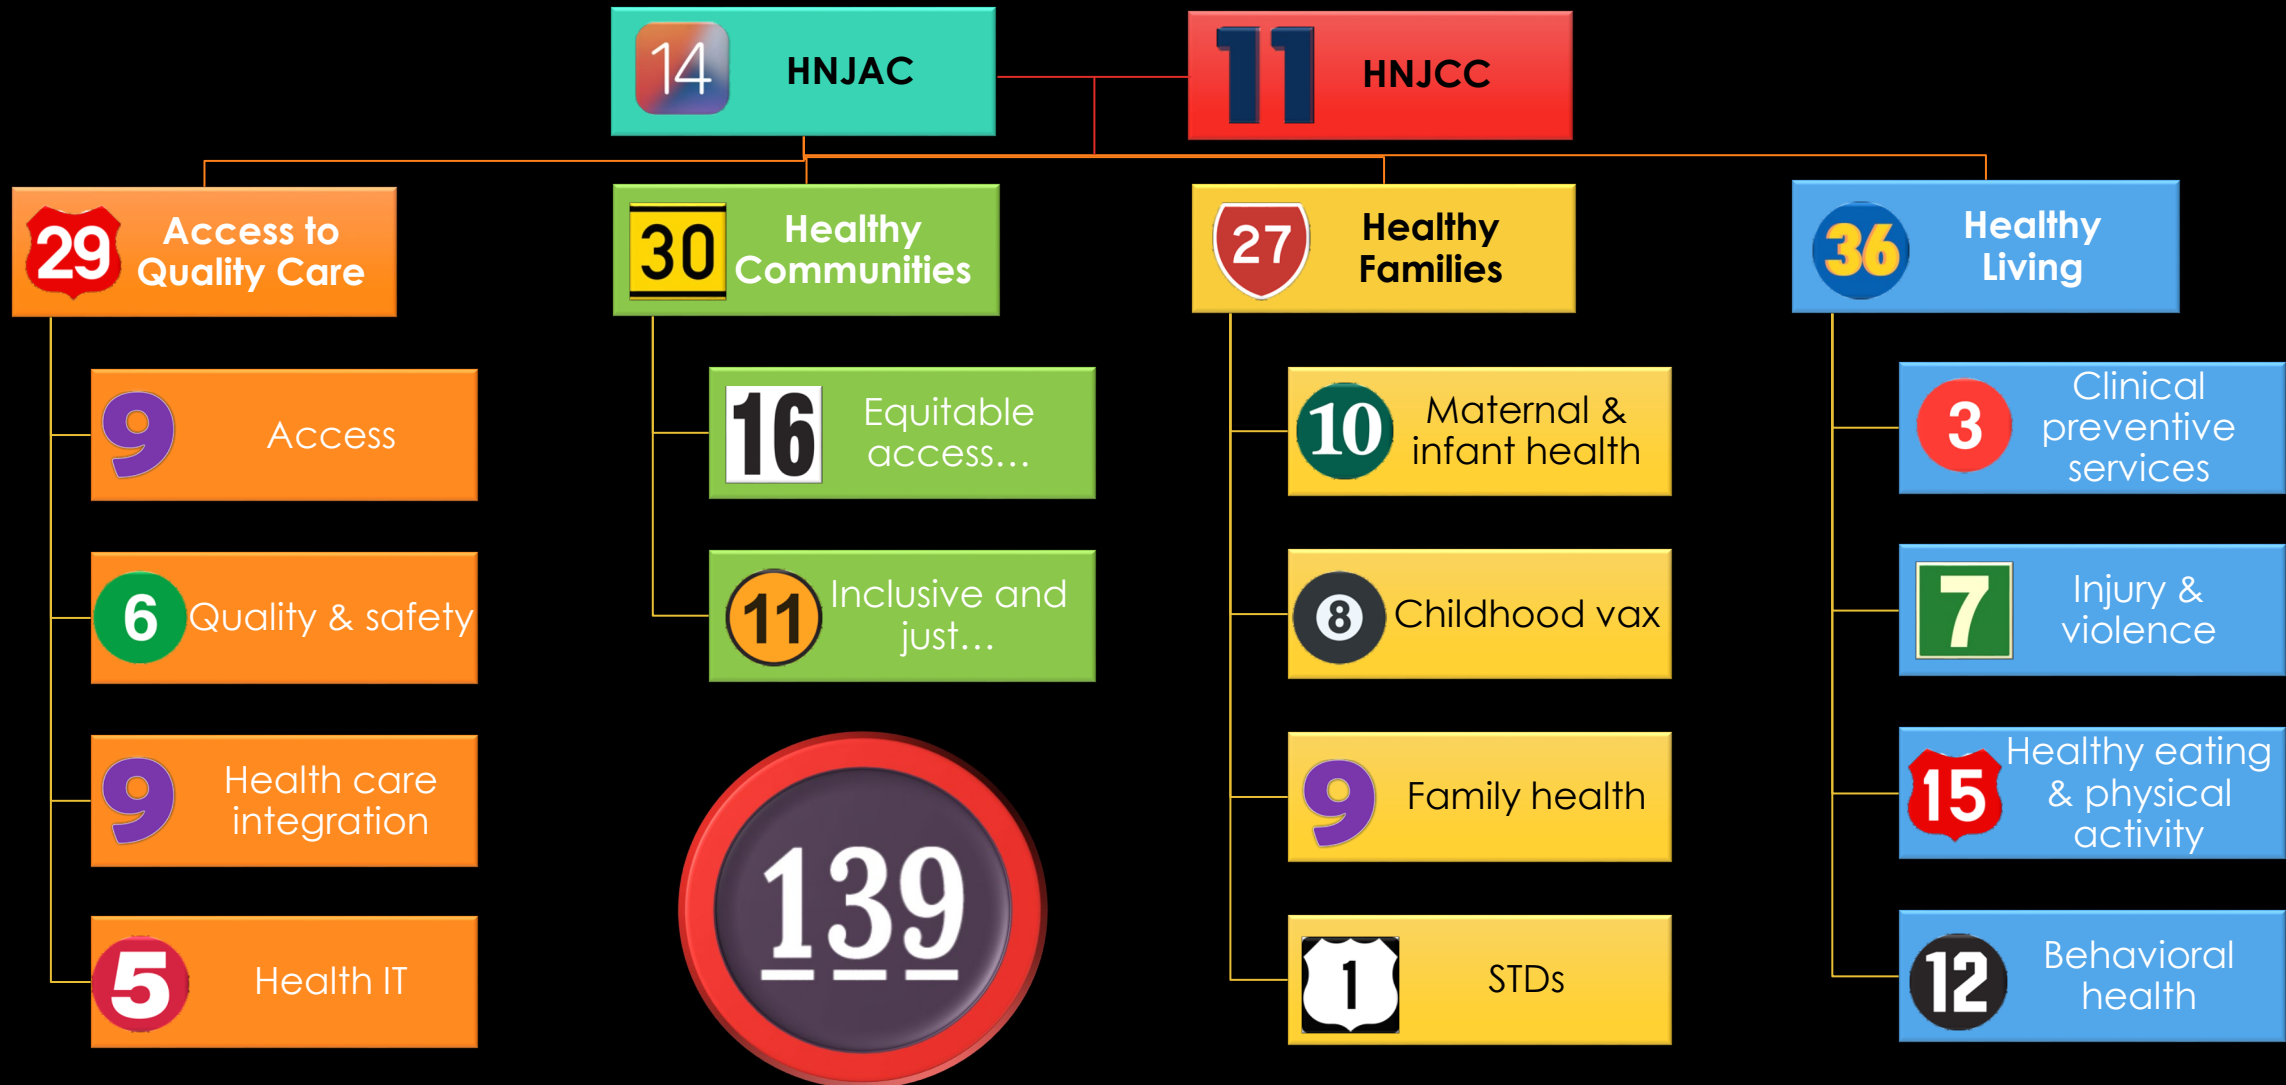 14 HNJAC
11 HNJCC
29 Access to
Quality Care
30 Healthy
Communities
27 Healthy
Families
36 Healthy
Living
9 Access
6 Quality & safety
9 Health care
integration
5 Health IT
16 Equitable
access...
11 Inclusive and
just...
139
10 Maternal &
infant health
8 Childhood vax
9 Family health
1 STDs
3 Clinical
preventive
services
7 Injury &
violence
15 Healthy eating
& physical
activity
12 Behavioral
health